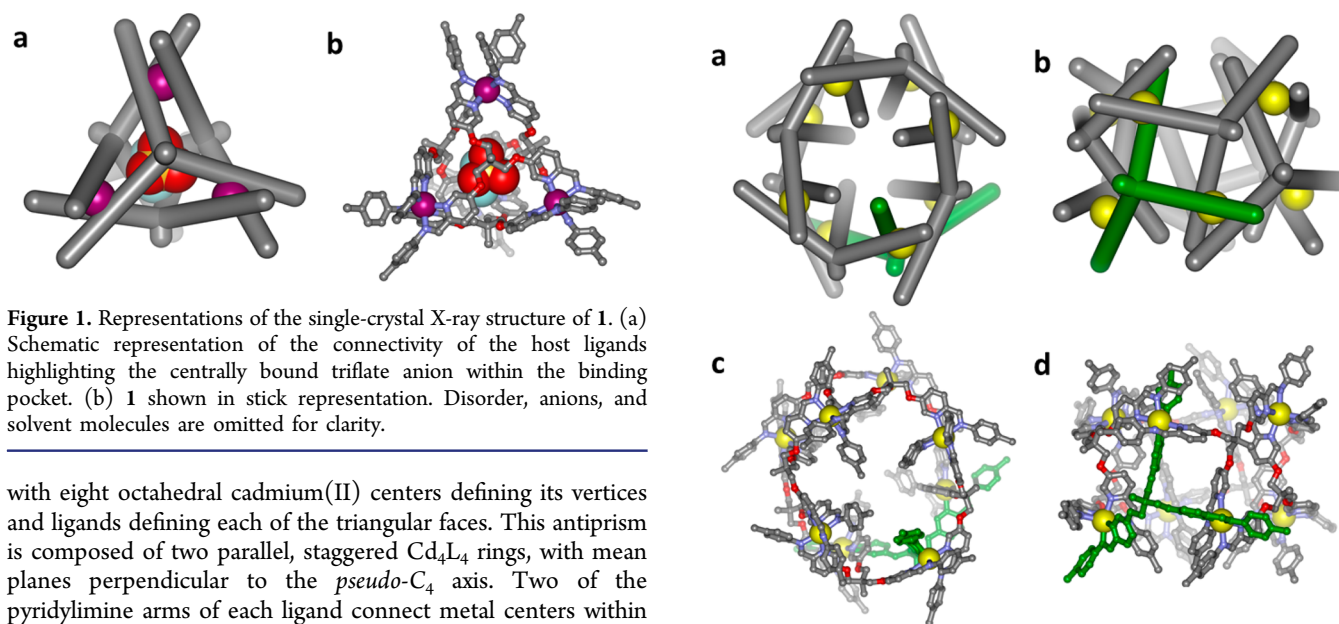 a
b
Figure 1. Representations of the single-crystal X-ray structure of 1. (a)
Schematic representation of the connectivity of the host ligands
highlighting the centrally bound triflate anion within the binding
pocket. (b) 1 shown in stick representation. Disorder, anions, and
solvent molecules are omitted for clarity.
with eight octahedral cadmium(II) centers defining its vertices
and ligands defining each of the triangular faces. This antiprism
is composed of two parallel, staggered Cd4L4 rings, with mean
planes perpendicular to the pseudo-C4 axis. Two of the
pyridylimine arms of each ligand connect metal centers within
a
b
c
d